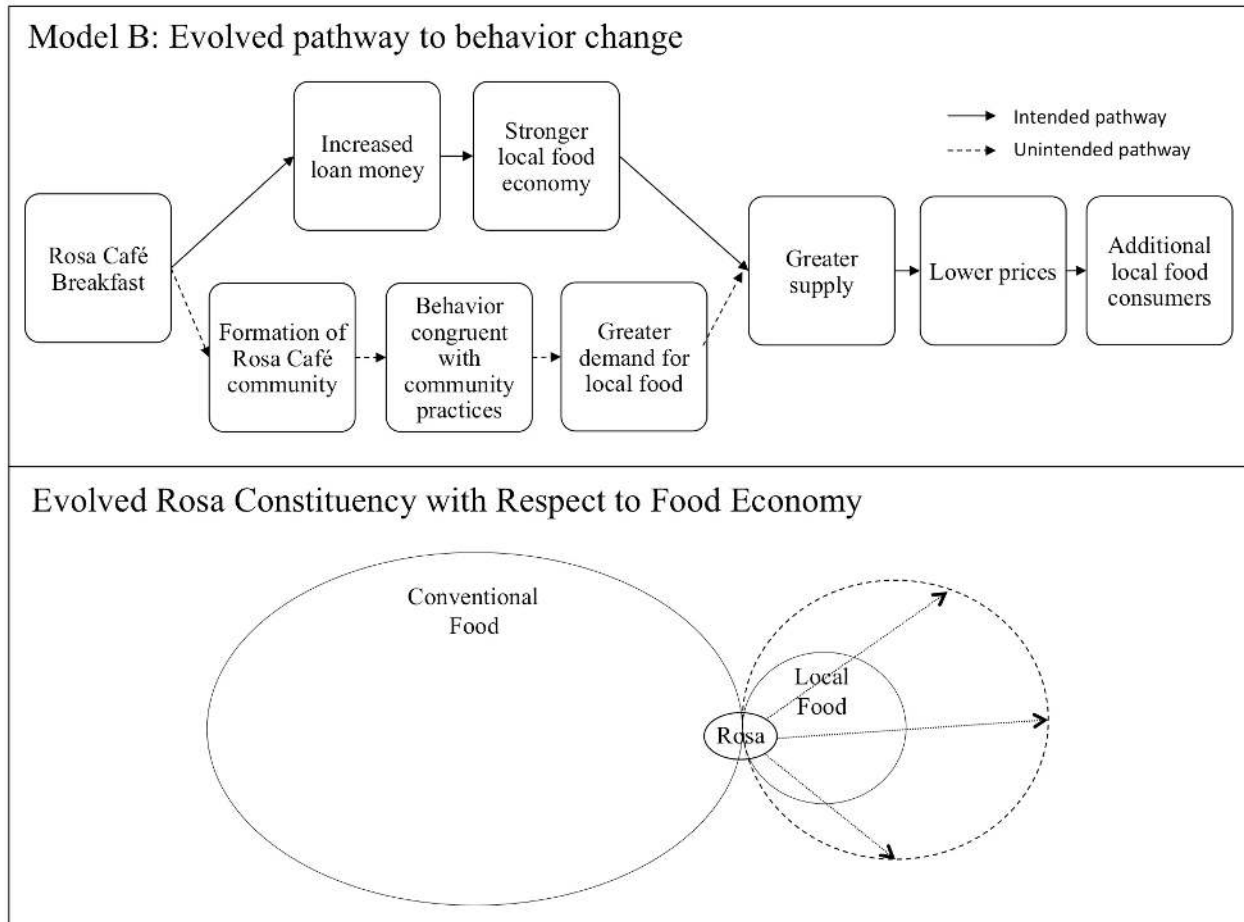 Model B: Evolved pathway to behavior change
Intended pathway
Unintended pathway
Rosa Café
Breakfast
Increased
loan money
Stronger
local food
economy
Formation of
Rosa Café
community
Behavior
congruent
with
community
practices
Greater
demand for
local food
Greater
supply
Lower prices
Additional
local food
consumers
Evolved Rosa Constituency with Respect to Food Economy
Conventional
Food
Local
Food
Rosa